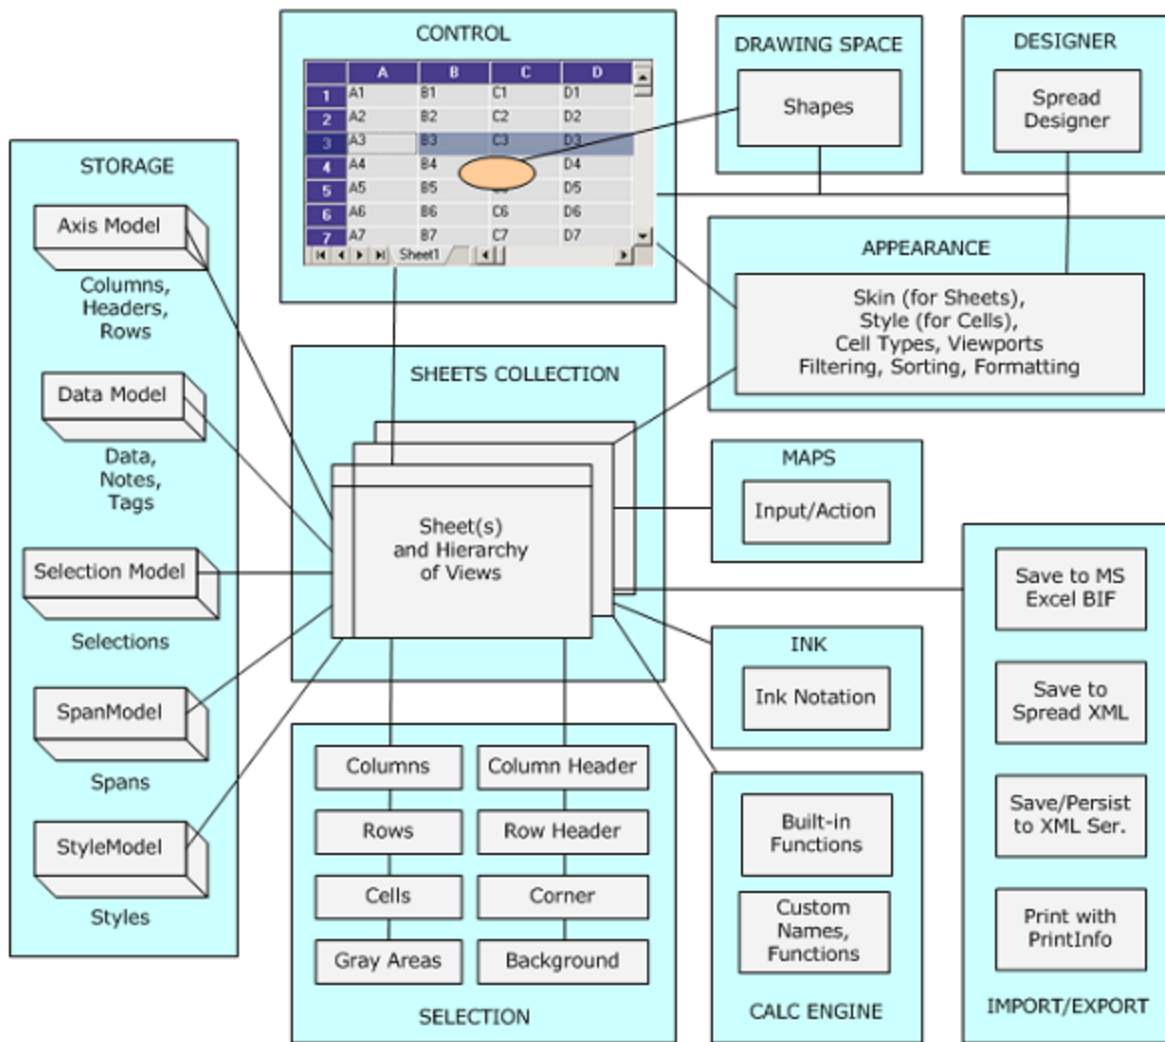 CONTROL
A B C D
1 A1 B1 C1 D1
2 A2 B2 C2 D2
3 A3 B3 C3 D3
4 A4 B4 D4
5 A5 B5 D5
6 A6 B6 C6 D6
7 A7 B7 C7 D7
Sheet1
DRAWING SPACE
Shapes
DESIGNER
Spread
Designer
STORAGE
Axis Model
Columns,
Headers,
Rows
Data Model
Data,
Notes,
Tags
Selection Model
Selections
SpanModel
Spans
StyleModel
Styles
APPEARANCE
Skin (for Sheets),
Style (for Cells),
Cell Types, Viewports
Filtering, Sorting, Formatting
SHEETS COLLECTION
Sheet(s)
and Hierarchy
of Views
MAPS
Input/Action
INK
Ink Notation
Columns
Column Header
Rows
Row Header
Cells
Corner
Gray Areas
Background
SELECTION
Built-in
Functions
Custom
Names,
Functions
CALC ENGINE
Save to MS
Excel BIF
Save to
Spread XML
Save/Persist
to XML Ser.
Print with
PrintInfo
IMPORT/EXPORT